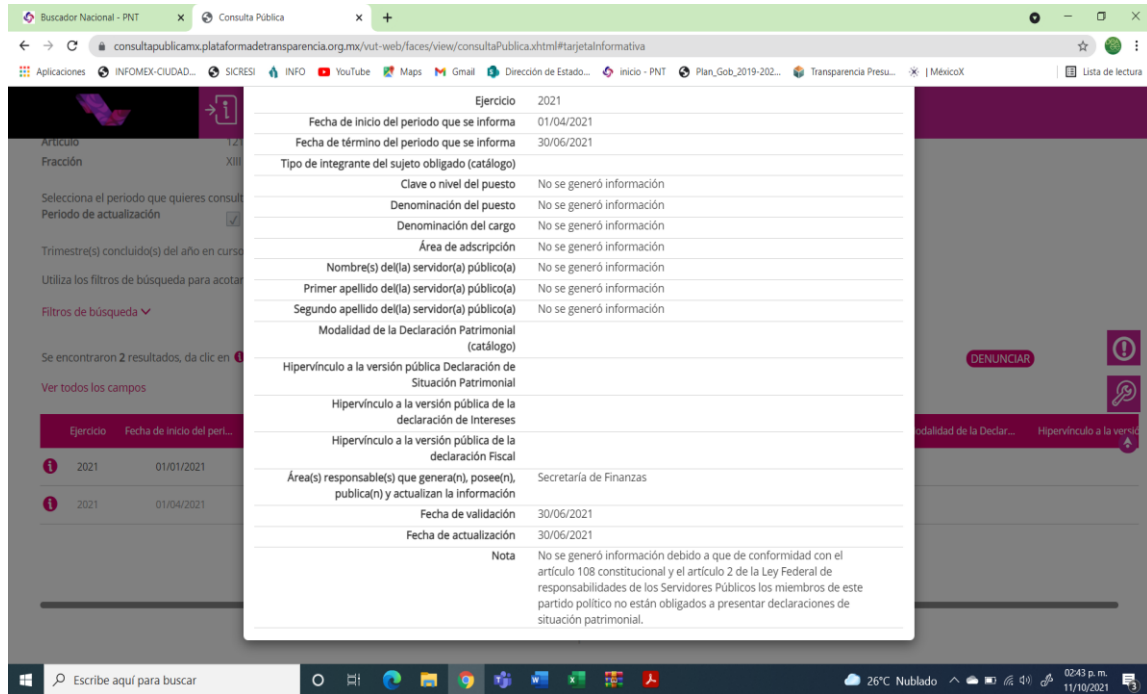 Buscador Nacional - PNT
Consulta Pública
consultapublicamx.plataformadetransparencia.org.mx/vut-web/faces/view/consultaPublica.xhtml#tarjetaInformativa
Aplicaciones INFOMEX-CIUDAD... SICRESI INFO YouTube Maps Gmail Dirección de Estado... inicio - PNT Plan_Gob_2019-202... Transparencia Presu... | MéxicoX Lista de lectura
Artículo 121
Fracción XIII
Selecciona el periodo que quieres consult
Periodo de actualización
Trimestre(s) concluido(s) del año en curso
Utiliza los filtros de búsqueda para acotar
Filtros de búsqueda
Se encontraron 2 resultados, da clic en
Ver todos los campos
Ejercicio Fecha de inicio del peri...
2021 01/01/2021
2021 01/04/2021
Ejercicio 2021
Fecha de inicio del periodo que se informa 01/04/2021
Fecha de término del periodo que se informa 30/06/2021
Tipo de integrante del sujeto obligado (catálogo)
Clave o nivel del puesto No se generó información
Denominación del puesto No se generó información
Denominación del cargo No se generó información
Área de adscripción No se generó información
Nombre(s) del(la) servidor(a) público(a) No se generó información
Primer apellido del(la) servidor(a) público(a) No se generó información
Segundo apellido del(la) servidor(a) público(a) No se generó información
Modalidad de la Declaración Patrimonial
(catálogo)
Hipervínculo a la versión pública Declaración de
Situación Patrimonial
Hipervínculo a la versión pública de la
declaración de Intereses
Hipervínculo a la versión pública de la
declaración Fiscal
Área(s) responsable(s) que genera(n), posee(n), Secretaría de Finanzas
publica(n) y actualizan la información
Fecha de validación 30/06/2021
Fecha de actualización 30/06/2021
Nota No se generó información debido a que de conformidad con el
artículo 108 constitucional y el artículo 2 de la Ley Federal de
responsabilidades de los Servidores Públicos los miembros de este
partido político no están obligados a presentar declaraciones de
situación patrimonial.
DENUNCIAR
odalidad de la Declar... Hipervínculo a la versió
Escribe aquí para buscar
26°C Nublado
02:43 p. m.
11/10/2021